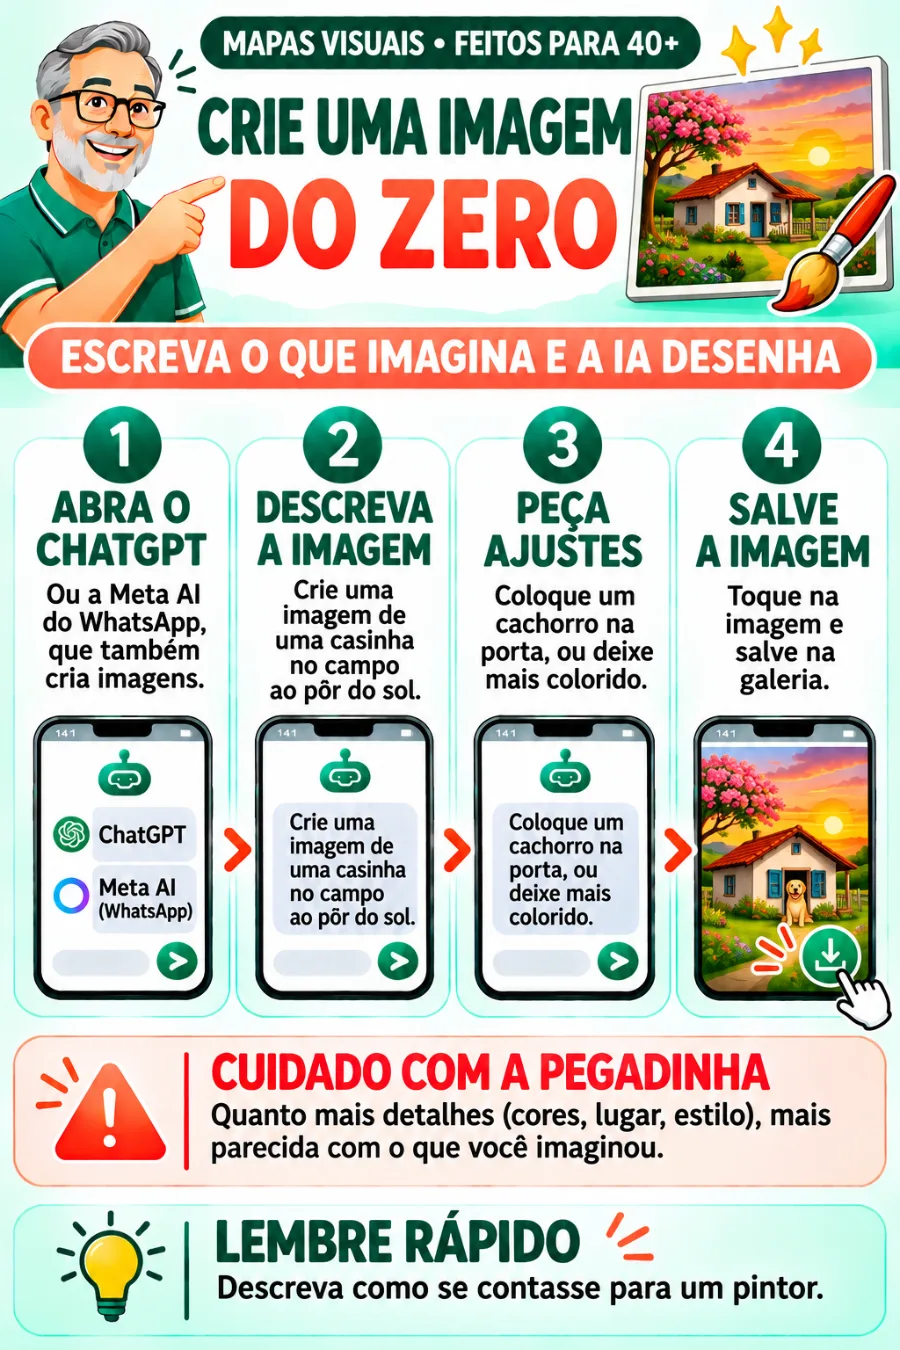 MAPAS VISUAIS • FEITOS PARA 40+
CRIE UMA IMAGEM
DO ZERO
ESCREVA O QUE IMAGINA E A IA DESENHA
1
ABRA O
CHATGPT
Ou a Meta AI
do WhatsApp,
que também
cria imagens.
141
ChatGPT
Meta AI
(WhatsApp)
2
DESCREVA
A IMAGEM
Crie uma
imagem de
uma casinha
no campo
ao pôr do sol.
141
Crie uma
imagem de
uma casinha
no campo
ao pôr do sol.
3
PEÇA
AJUSTES
Coloque um
cachorro na
porta, ou deixe
mais colorido.
141
Coloque um
cachorro na
porta, ou
deixe mais
colorido.
4
SALVE
A IMAGEM
Toque na
imagem e
salve na
galeria.
141
CUIDADO COM A PEGADINHA
Quanto mais detalhes (cores, lugar, estilo), mais
parecida com o que você imaginou.
LEMBRE RÁPIDO
Descreva como se contasse para um pintor.